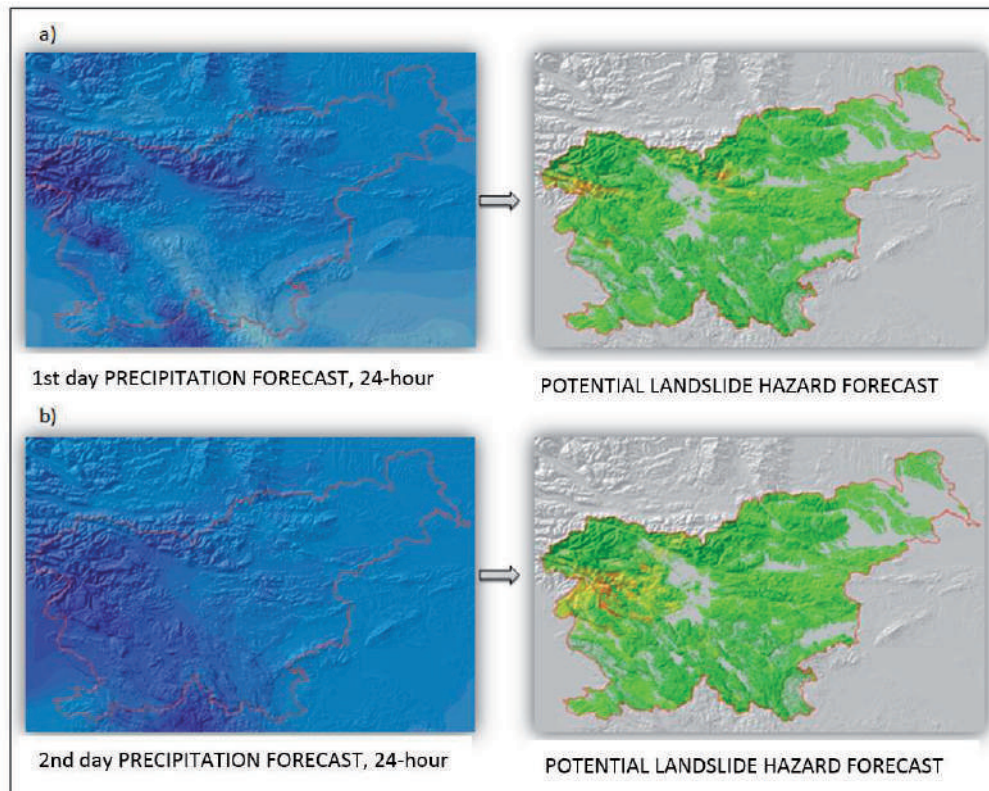 a)
1st day PRECIPITATION FORECAST, 24-hour
POTENTIAL LANDSLIDE HAZARD FORECAST
b)
2nd day PRECIPITATION FORECAST, 24-hour
POTENTIAL LANDSLIDE HAZARD FORECAST